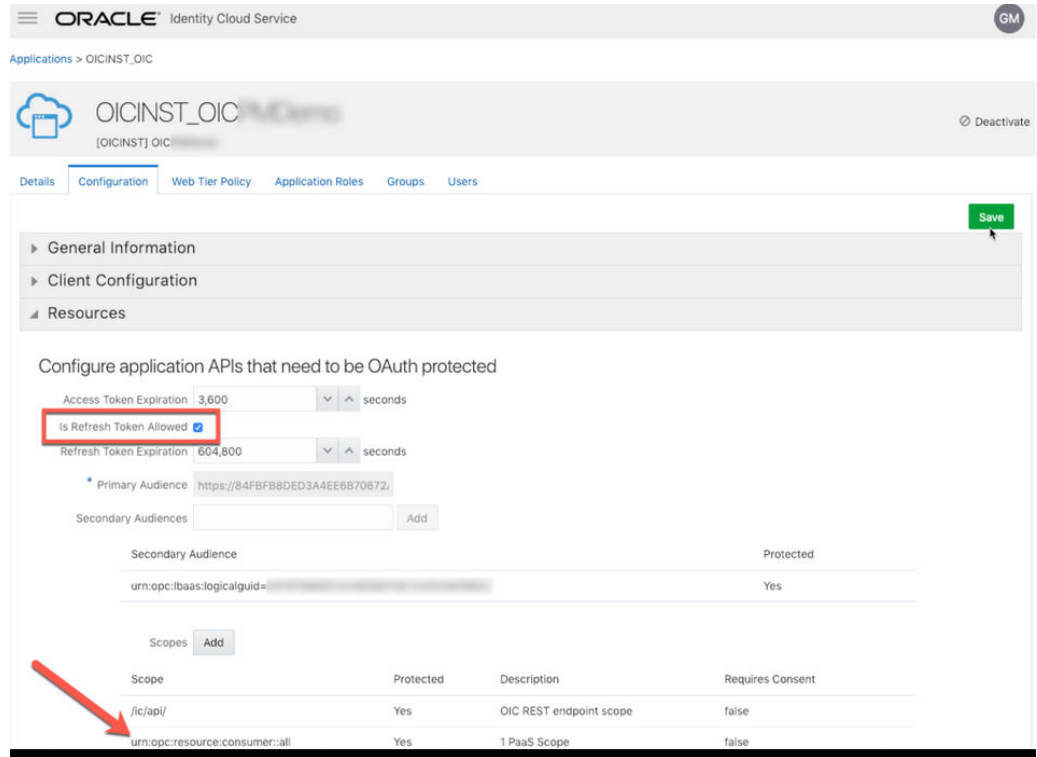 ORACLE® Identity Cloud Service
GM
Applications > OICINST_OIC
OICINST_OIC
[OICINST] OIC
Deactivate
Details Configuration Web Tier Policy Application Roles Groups Users
Save
General Information
Client Configuration
Resources
Configure application APIs that need to be OAuth protected
Access Token Expiration 3,600 seconds
Is Refresh Token Allowed
Refresh Token Expiration 604,800 seconds
* Primary Audience https://84FBFB8DED3A4EE6B70672
Secondary Audiences Add
Secondary Audience Protected
urn:opc:lbaas:logicalguid= Yes
Scopes Add
Scope Protected Description Requires Consent
/ic/api/ Yes OIC REST endpoint scope false
urn:opc:resource:consumer::all Yes 1 PaaS Scope false